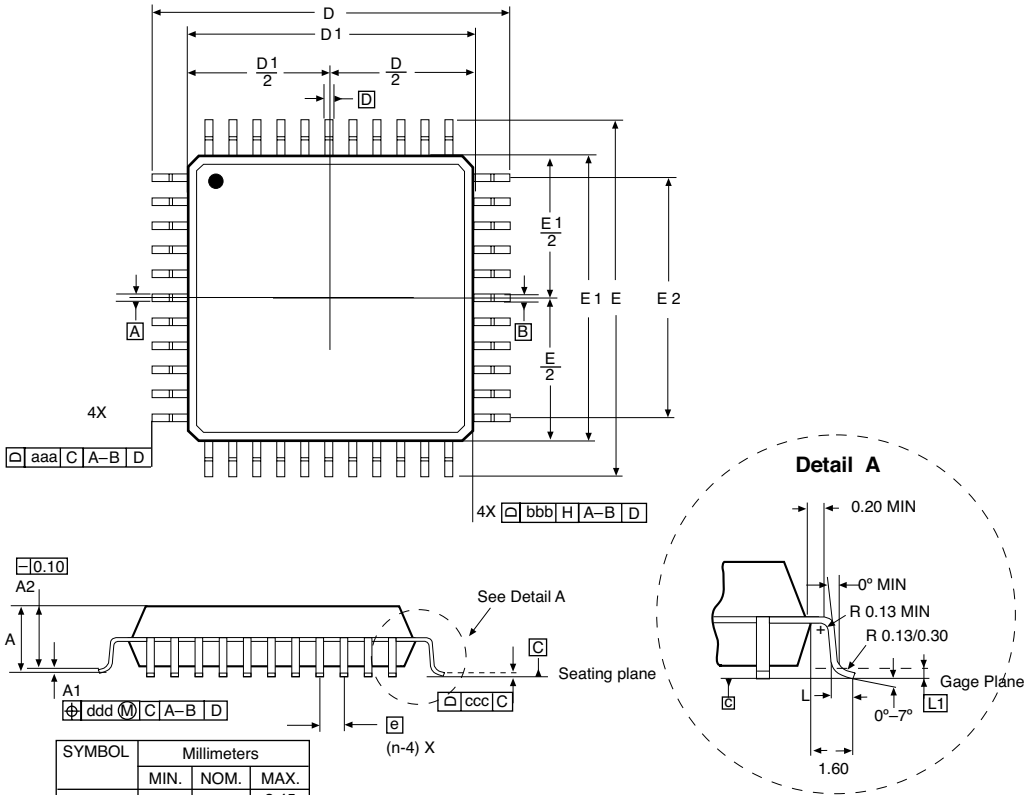 D
D1
D1
2
D
2
D
E1
2
E1 E E2
A
B
E
2
4X
D aaa C A–B D
4X D bbb H A–B D
Detail A
0.20 MIN
0° MIN
R 0.13 MIN
R 0.13/0.30
Gage Plane
C
L
L1
0°–7°
1.60
–0.10
A2
A
A1
See Detail A
C
Seating plane
D ccc C
ddd M C A–B D
e
(n-4) X
SYMBOL Millimeters
MIN. NOM. MAX.